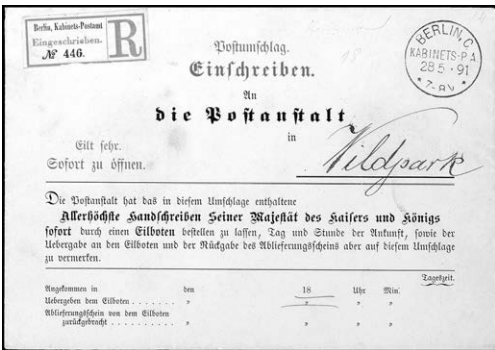 Berlin, Kabinets-Postamt
Eingeschrieben.
№ 446.
R
BERLIN, C.
KABINETS-P.A.
28 5 · 91
* 7-8 V *
Postumschlag.
Einschreiben.
An
die Postanstalt
in
Eilt sehr.
Sofort zu öffnen.
Wildpark
Die Postanstalt hat das in diesem Umschlage enthaltene
Allerhöchste Handschreiben Seiner Majestät des Kaisers und Königs
sofort durch einen Eilboten bestellen zu lassen, Tag und Stunde der Ankunft, sowie der
Uebergabe an den Eilboten und der Rückgabe des Ablieferungsscheins aber auf diesem Umschlage
zu vermerken.
Tageszeit.
Angekommen in den 18 Uhr Min.
Uebergeben dem Eilboten . . . . . . . " " " "
Ablieferungsschein von dem Eilboten
zurückgebracht . . . . . . . " " " "